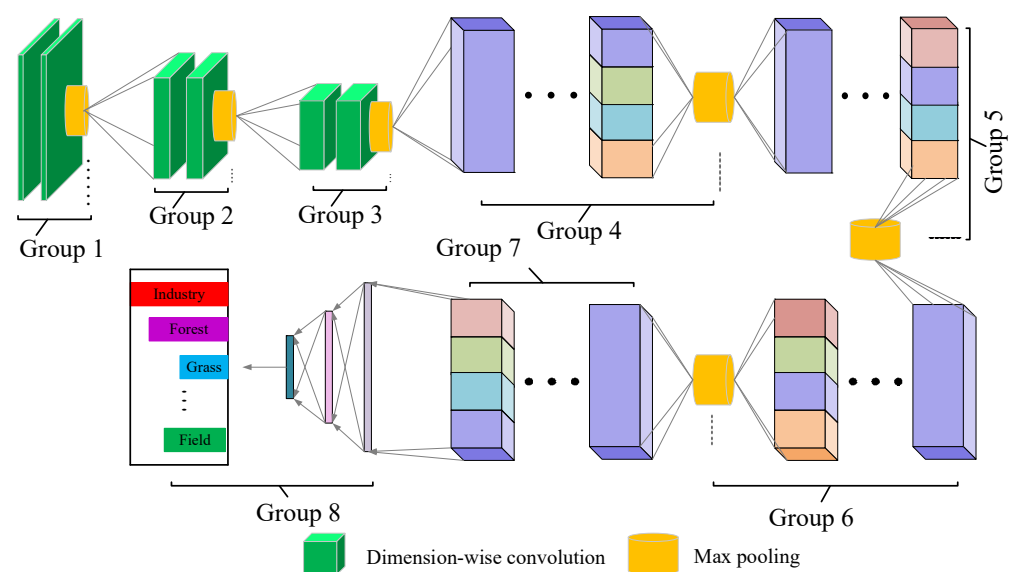 Group 1
Group 2
Group 3
Group 4
Group 5
Group 7
Industry
Forest
Grass
Field
Group 8
Group 6
Dimension-wise convolution
Max pooling